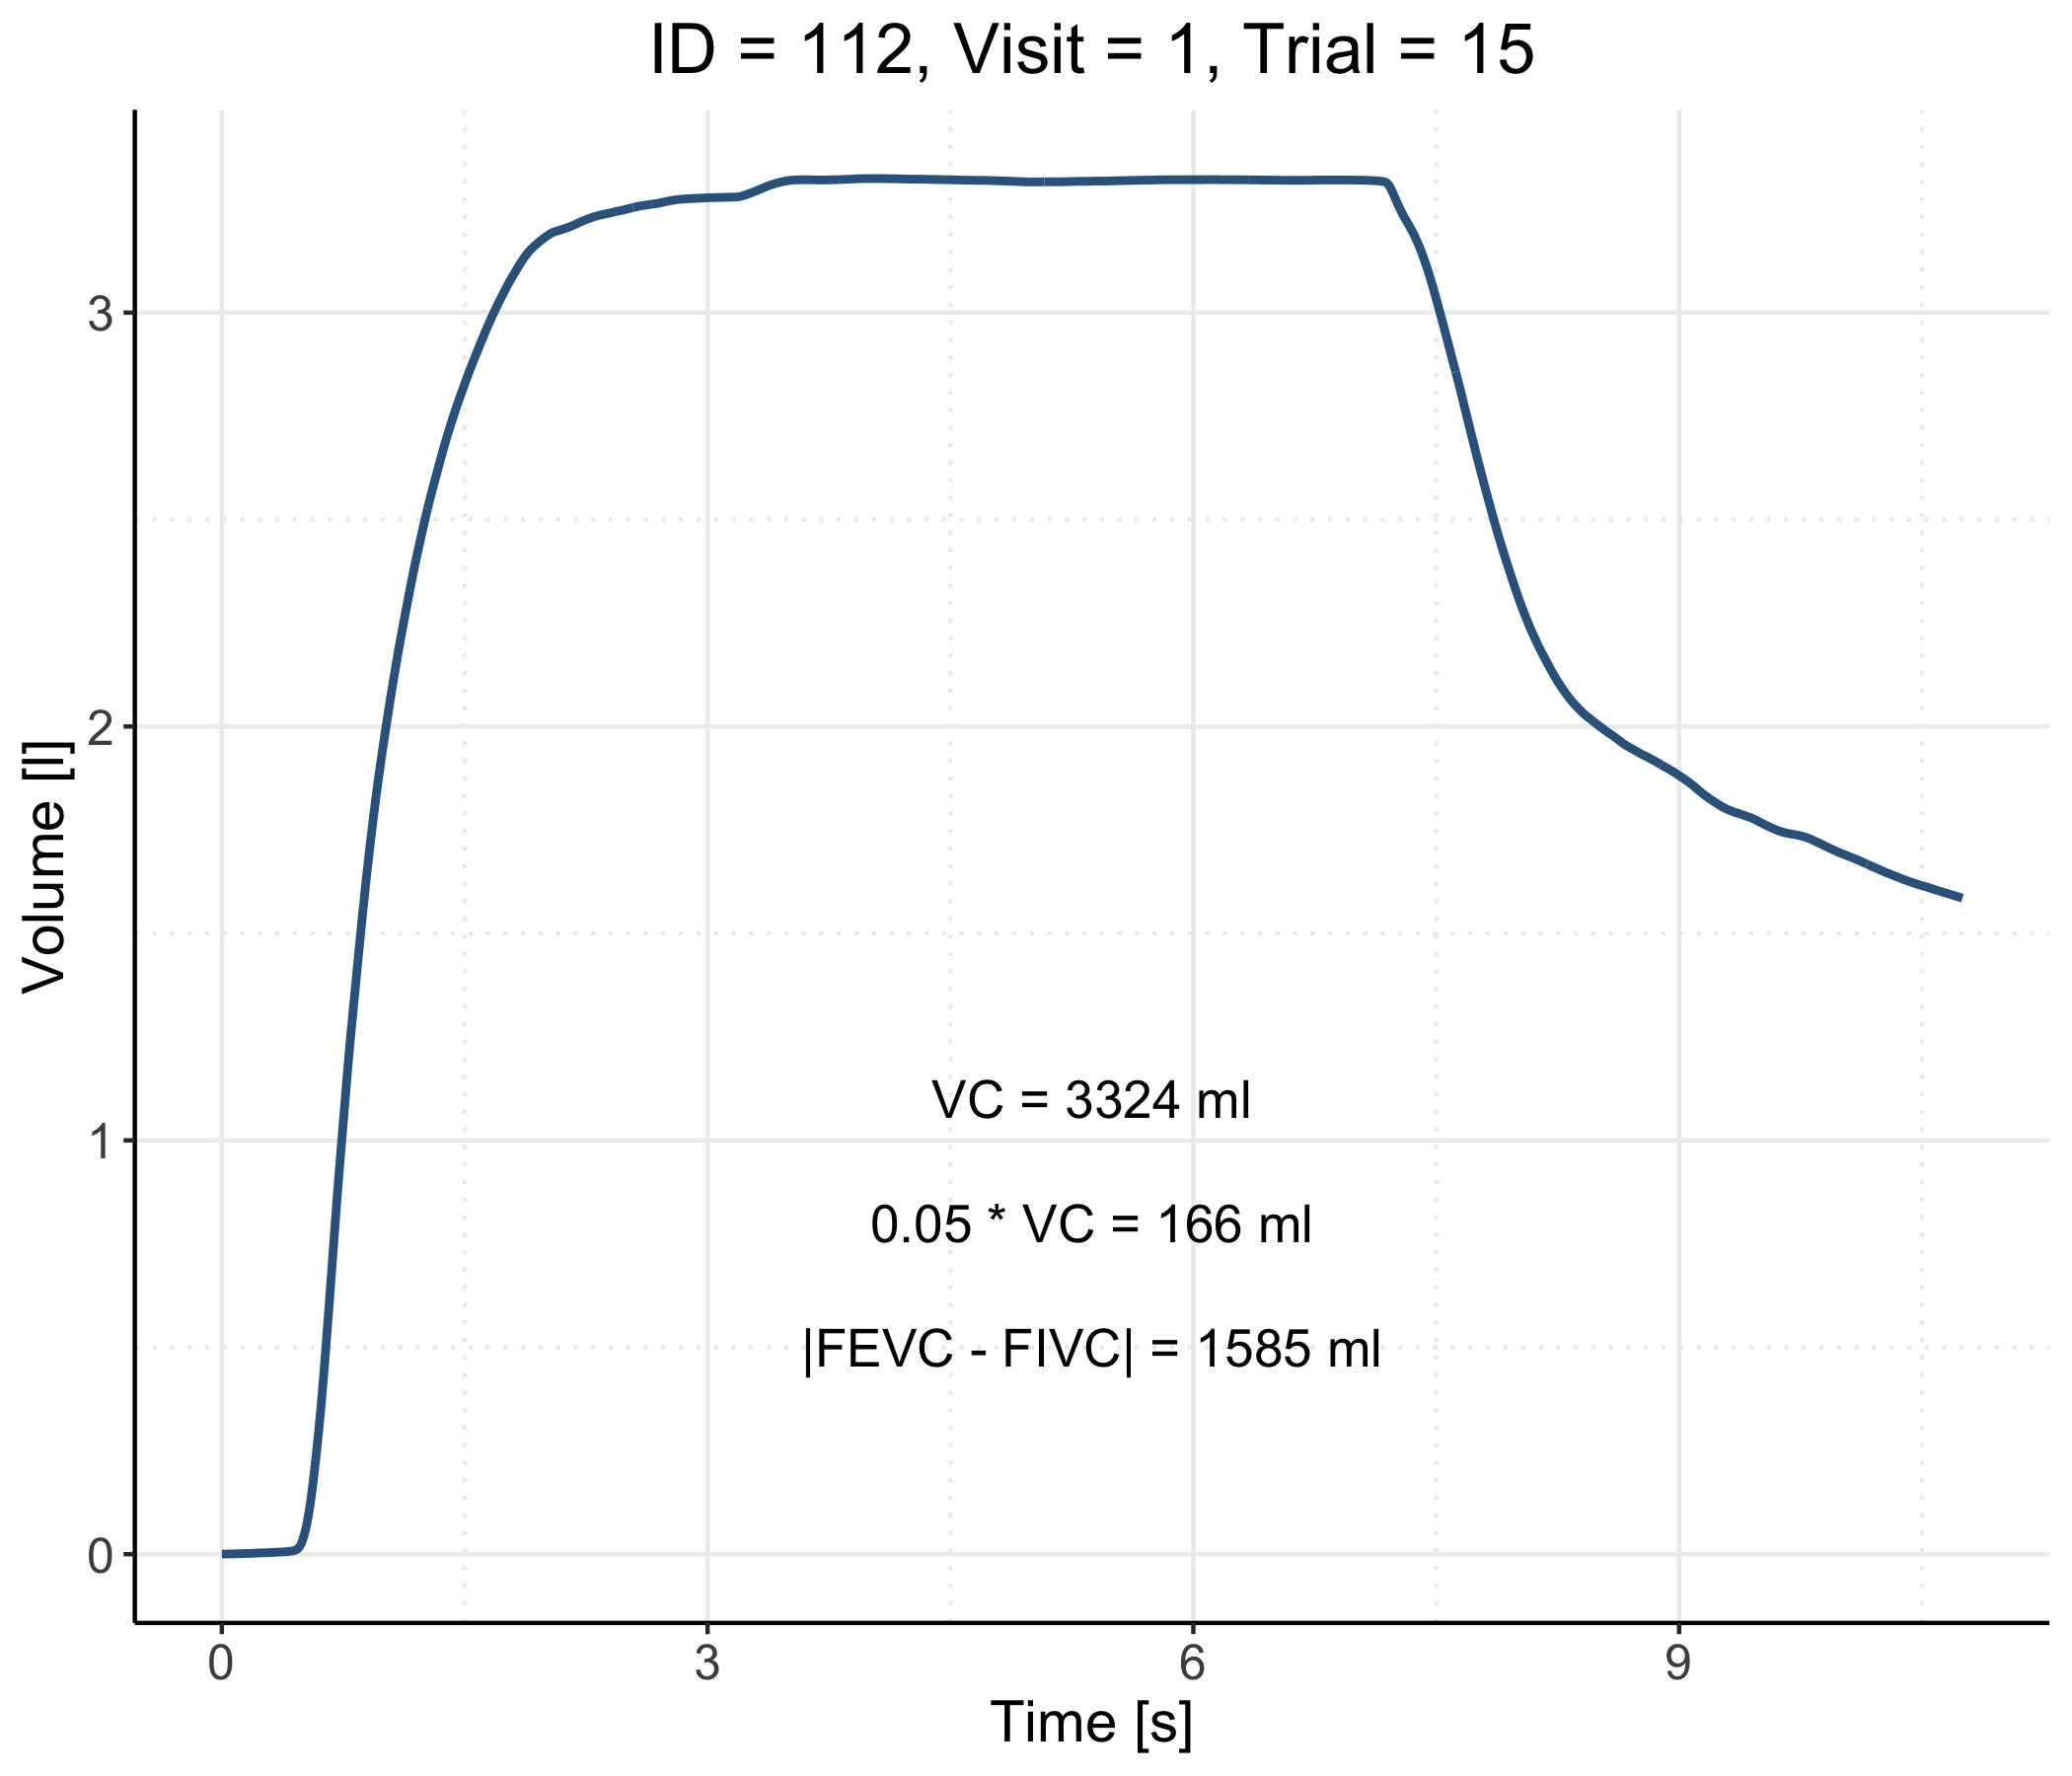 ID = 112, Visit = 1, Trial = 15
Volume [l]
3
2
1
0
VC = 3324 ml
0.05 * VC = 166 ml
|FEVC - FIVC| = 1585 ml
0 3 6 9
Time [s]